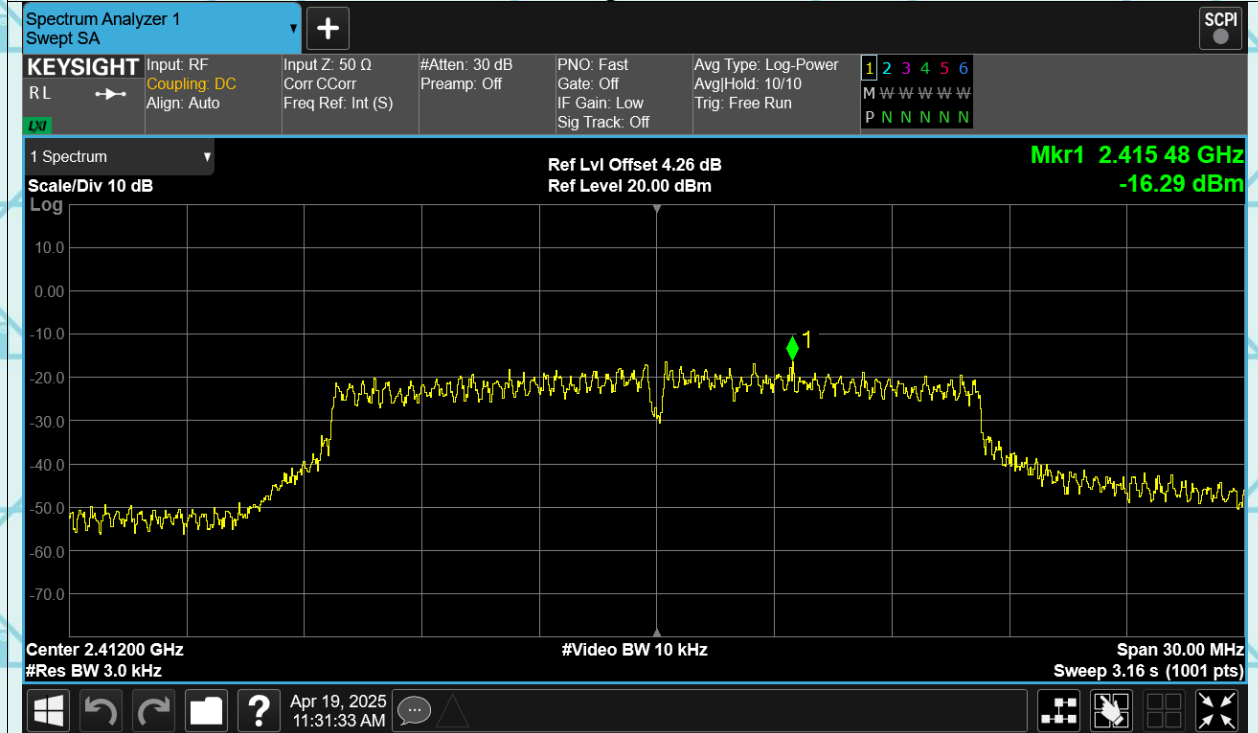 Spectrum Analyzer 1
Swept SA
+
SCPI
KEYSIGHT
R L
LXI
Input: RF
Coupling: DC
Align: Auto
Input Z: 50 Ω
Corr CCorr
Freq Ref: Int (S)
#Atten: 30 dB
Preamp: Off
PNO: Fast
Gate: Off
IF Gain: Low
Sig Track: Off
Avg Type: Log-Power
Avg|Hold: 10/10
Trig: Free Run
1 2 3 4 5 6
M W W W W W
P N N N N N
1 Spectrum
Scale/Div 10 dB
Ref Lvl Offset 4.26 dB
Ref Level 20.00 dBm
Mkr1 2.415 48 GHz
-16.29 dBm
Log
10.0
0.00
-10.0
1
-20.0
-30.0
-40.0
-50.0
-60.0
-70.0
Center 2.41200 GHz
#Video BW 10 kHz
Span 30.00 MHz
#Res BW 3.0 kHz
Sweep 3.16 s (1001 pts)
?
Apr 19, 2025
11:31:33 AM